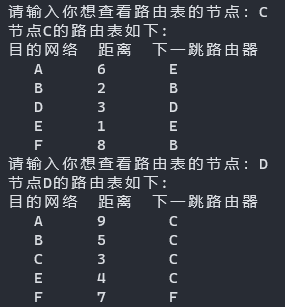 请输入你想查看路由表的节点：C
节点C的路由表如下：
目的网络 距离 下一跳路由器
A 6 E
B 2 B
D 3 D
E 1 E
F 8 B
请输入你想查看路由表的节点：D
节点D的路由表如下：
目的网络 距离 下一跳路由器
A 9 C
B 5 C
C 3 C
E 4 C
F 7 F